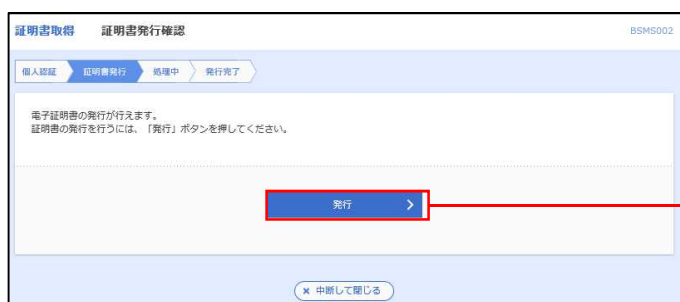 証明書取得 証明書発行確認 BSMS002
個人認証 証明書発行 処理中 発行完了
電子証明書の発行が行えます。
証明書の発行を行うには、「発行」ボタンを押してください。
発行
× 中断して閉じる